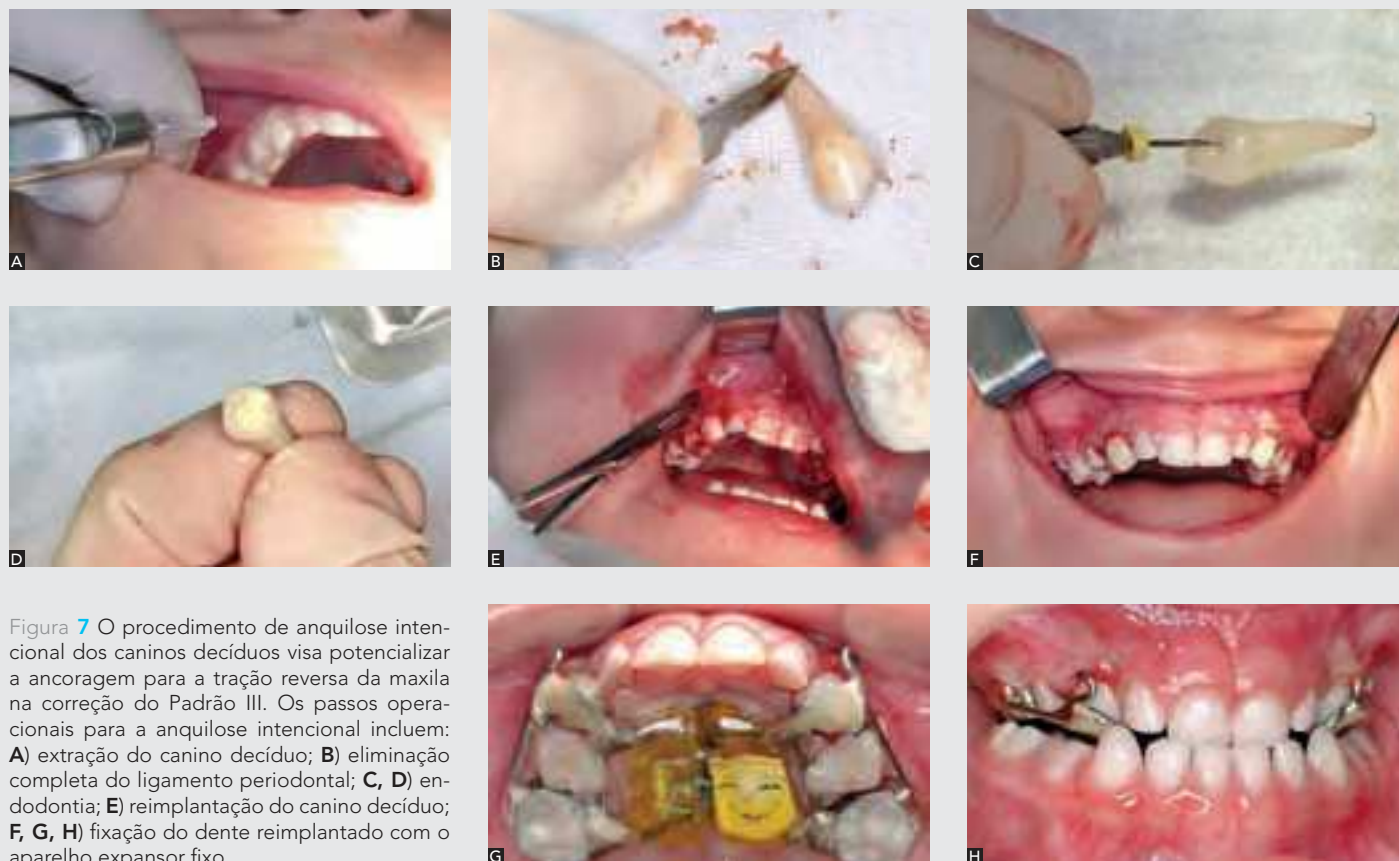 A
B
C
D
E
F
Figura 7 O procedimento de anquilose inten-
cional dos caninos decíduos visa potencializar
a ancoragem para a tração reversa da maxila
na correção do Padrão III. Os passos opera-
cionais para a anquilose intencional incluem:
A) extração do canino decíduo; B) eliminação
completa do ligamento periodontal; C, D) en-
dodontia; E) reimplantação do canino decíduo;
F, G, H) fixação do dente reimplantado com o
aparelho expansor fixo.
G
H